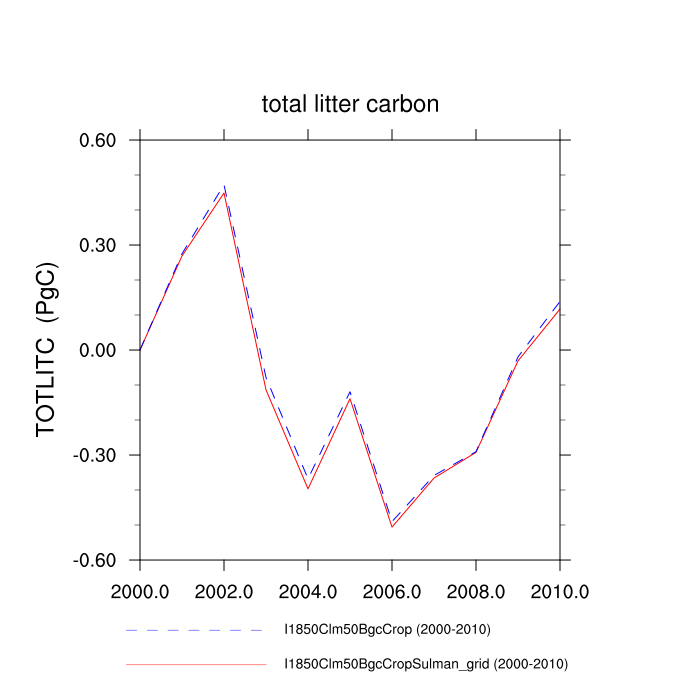 total litter carbon
TOTLITC (PgC)
0.60
0.30
0.00
-0.30
-0.60
2000.0 2002.0 2004.0 2006.0 2008.0 2010.0
I1850Clm50BgcCrop (2000-2010)
I1850Clm50BgcCropSulman_grid (2000-2010)